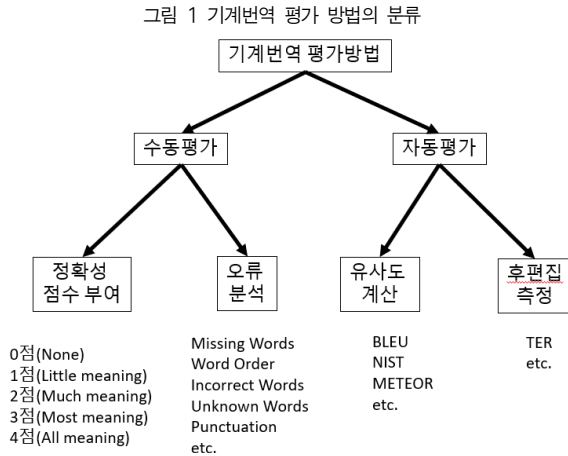 그림 1 기계번역 평가 방법의 분류
기계번역 평가방법
수동평가
자동평가
정확성
점수 부여
오류
분석
유사도
계산
후편집
측정
0점(None)
1점(Little meaning)
2점(Much meaning)
3점(Most meaning)
4점(All meaning)
Missing Words
Word Order
Incorrect Words
Unknown Words
Punctuation
etc.
BLEU
NIST
METEOR
etc.
TER
etc.